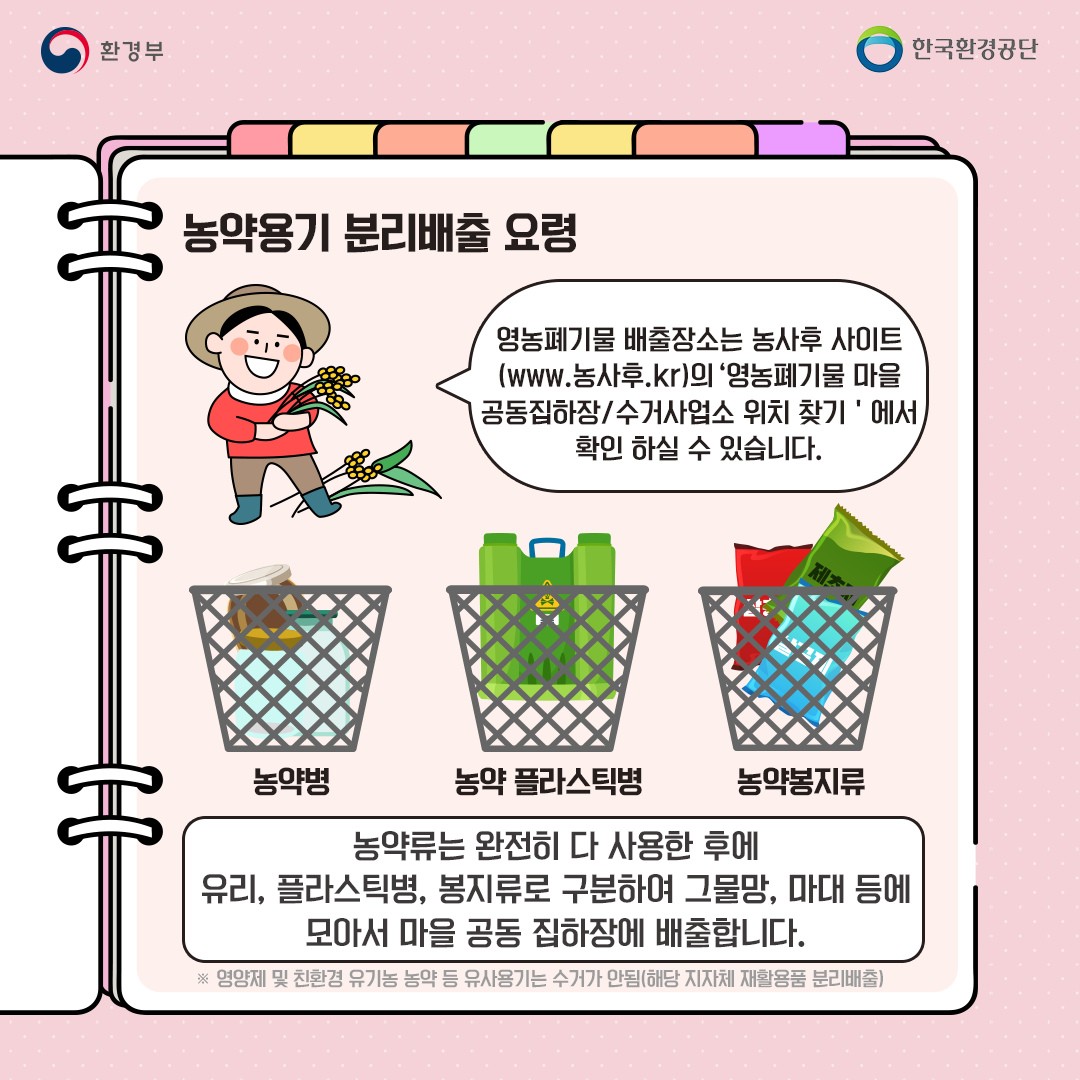 환경부
한국환경공단
농약용기 분리배출 요령
영농폐기물 배출장소는 농사후 사이트
(www.농사후.kr)의 ‘영농폐기물 마을
공동집하장/수거사업소 위치 찾기 ' 에서
확인 하실 수 있습니다.
농약병
농약 플라스틱병
농약봉지류
농약류는 완전히 다 사용한 후에
유리, 플라스틱병, 봉지류로 구분하여 그물망, 마대 등에
모아서 마을 공동 집하장에 배출합니다.
※ 영양제 및 친환경 유기농 농약 등 유사용기는 수거가 안됨(해당 지자체 재활용품 분리배출)